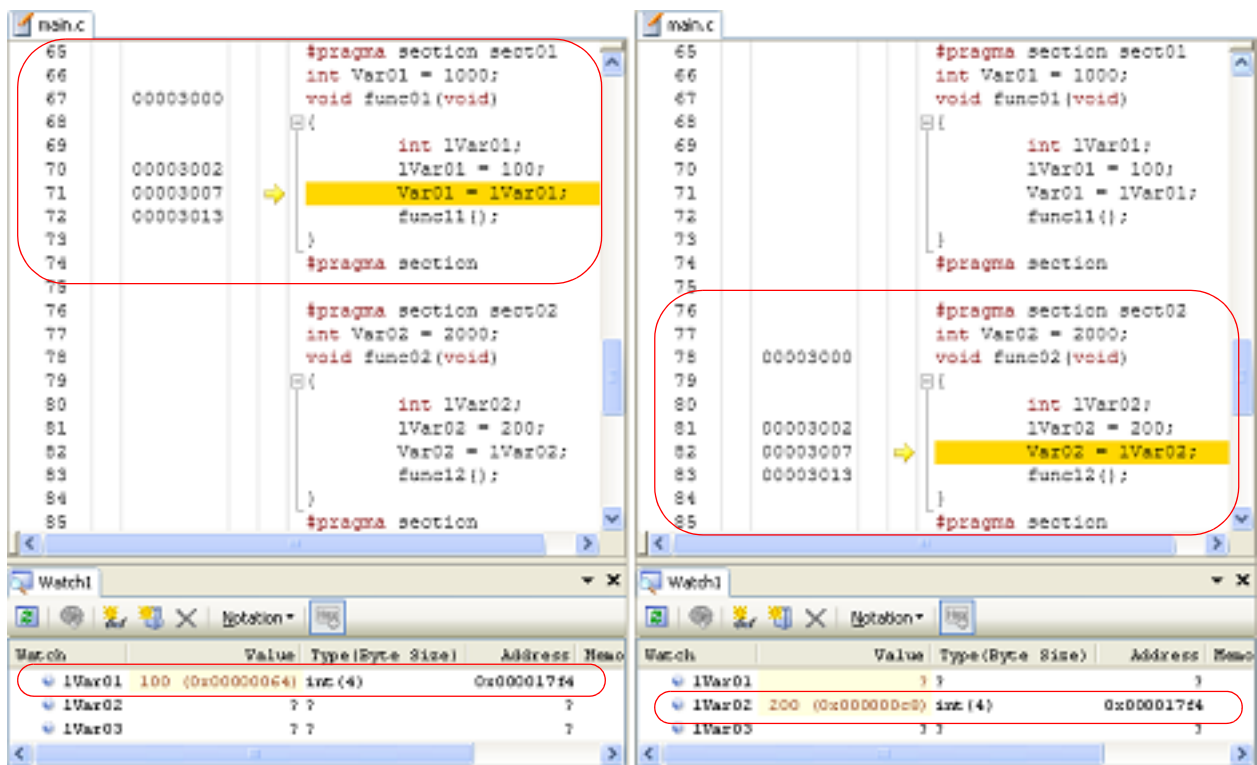 main.c
65 #pragma section sect01
66 int Var01 = 1000;
67 00003000 void func01(void)
68 {
69 int lVar01;
70 00003002 lVar01 = 100;
71 00003007 Var01 = lVar01;
72 00003013 func11();
73 }
74 #pragma section
75
76 #pragma section sect02
77 int Var02 = 2000;
78 void func02(void)
79 {
80 int lVar02;
81 lVar02 = 200;
82 Var02 = lVar02;
83 func12();
84 }
85 #pragma section
Watch1
Notation
Watch Value Type(Byte Size) Address Memo
lVar01 100 (0x00000064) int(4) 0x000017f4
lVar02 ? ? ?
lVar03 ? ? ?
main.c
65 #pragma section sect01
66 int Var01 = 1000;
67 void func01(void)
68 {
69 int lVar01;
70 lVar01 = 100;
71 Var01 = lVar01;
72 func11();
73 }
74 #pragma section
75
76 #pragma section sect02
77 int Var02 = 2000;
78 00003000 void func02(void)
79 {
80 int lVar02;
81 00003002 lVar02 = 200;
82 00003007 Var02 = lVar02;
83 00003013 func12();
84 }
85 #pragma section
Watch1
Notation
Watch Value Type(Byte Size) Address Memo
lVar01 ? ? ?
lVar02 200 (0x000000c8) int(4) 0x000017f4
lVar03 ? ? ?